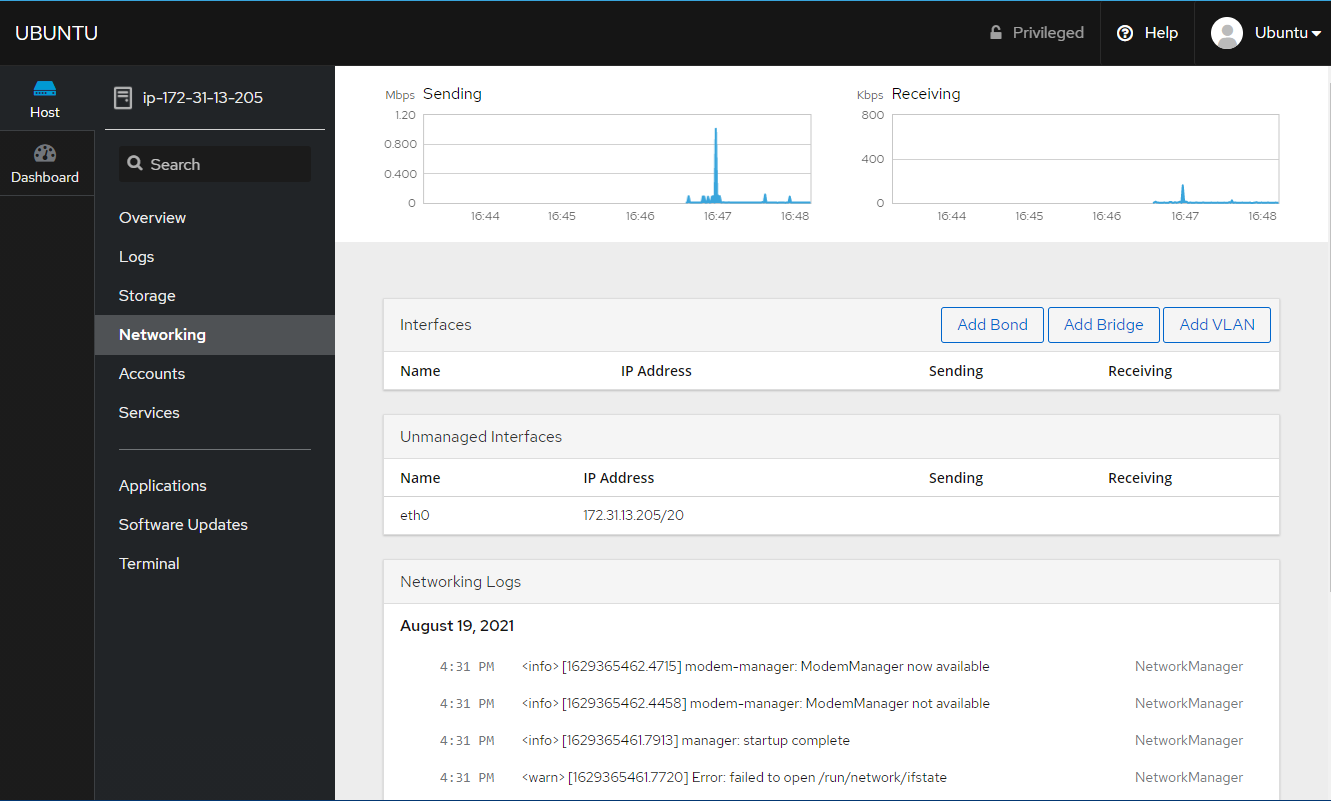 UBUNTU
Privileged
Help
Ubuntu
Host
Dashboard
ip-172-31-13-205
Search
Overview
Logs
Storage
Networking
Accounts
Services
Applications
Software Updates
Terminal
Mbps Sending
1.20
0.800
0.400
0
16:44 16:45 16:46 16:47 16:48
Kbps Receiving
800
400
0
16:44 16:45 16:46 16:47 16:48
Interfaces Add Bond Add Bridge Add VLAN
Name IP Address Sending Receiving
Unmanaged Interfaces
Name IP Address Sending Receiving
eth0 172.31.13.205/20
Networking Logs
August 19, 2021
4:31 PM <info> [1629365462.4715] modem-manager: ModemManager now available NetworkManager
4:31 PM <info> [1629365462.4458] modem-manager: ModemManager not available NetworkManager
4:31 PM <info> [1629365461.7913] manager: startup complete NetworkManager
4:31 PM <warn> [1629365461.7720] Error: failed to open /run/network/ifstate NetworkManager